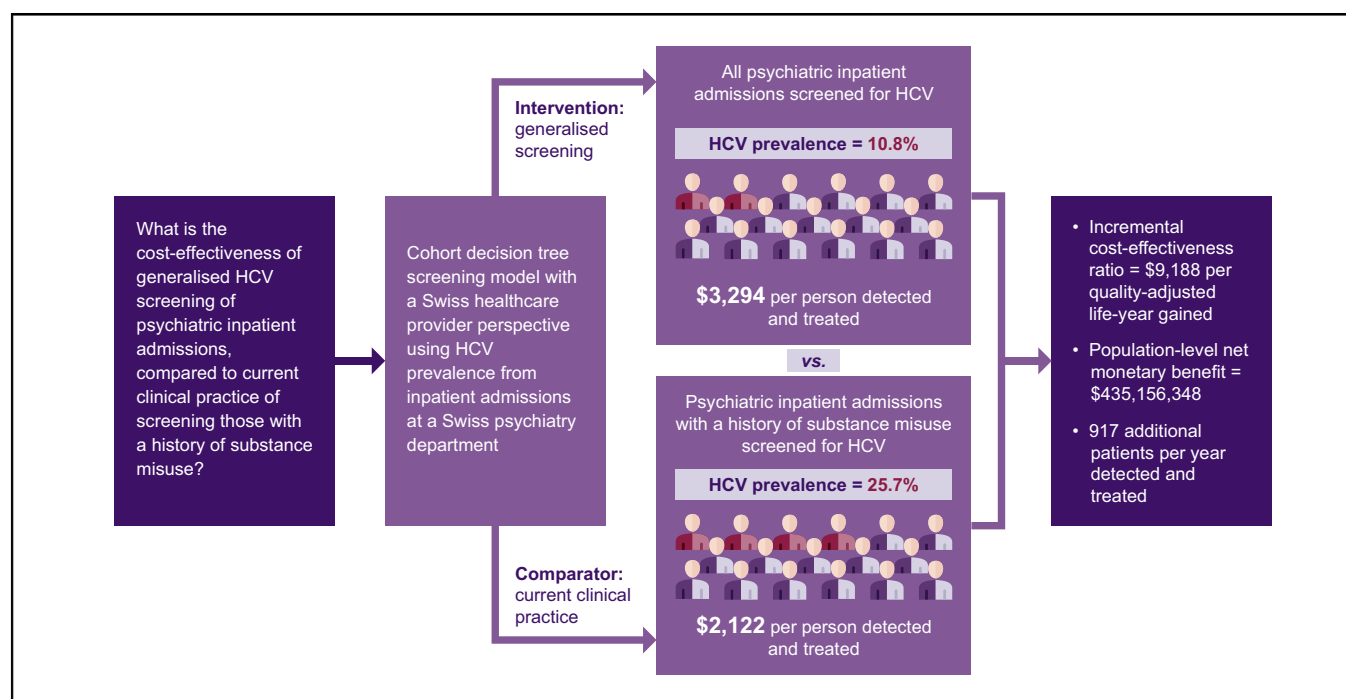 What is the
cost-effectiveness of
generalised HCV
screening of
psychiatric inpatient
admissions,
compared to current
clinical practice of
screening those with
a history of substance
misuse?
Cohort decision tree
screening model with
a Swiss healthcare
provider perspective
using HCV
prevalence from
inpatient admissions
at a Swiss psychiatry
department
Intervention:
generalised
screening
All psychiatric inpatient
admissions screened for HCV
HCV prevalence = 10.8%
$3,294 per person detected
and treated
vs.
Comparator:
current clinical
practice
Psychiatric inpatient admissions
with a history of substance misuse
screened for HCV
HCV prevalence = 25.7%
$2,122 per person detected
and treated
• Incremental
cost-effectiveness
ratio = $9,188 per
quality-adjusted
life-year gained
• Population-level net
monetary benefit =
$435,156,348
• 917 additional
patients per year
detected and
treated